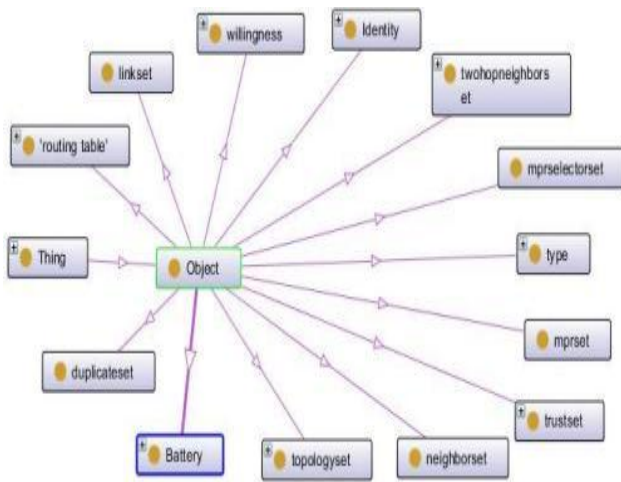 willingness
Identity
linkset
twohopneighbors
et
'routing table'
mprselectorset
Thing
Object
type
mprset
duplicateset
trustset
Battery
topologyset
neighborset